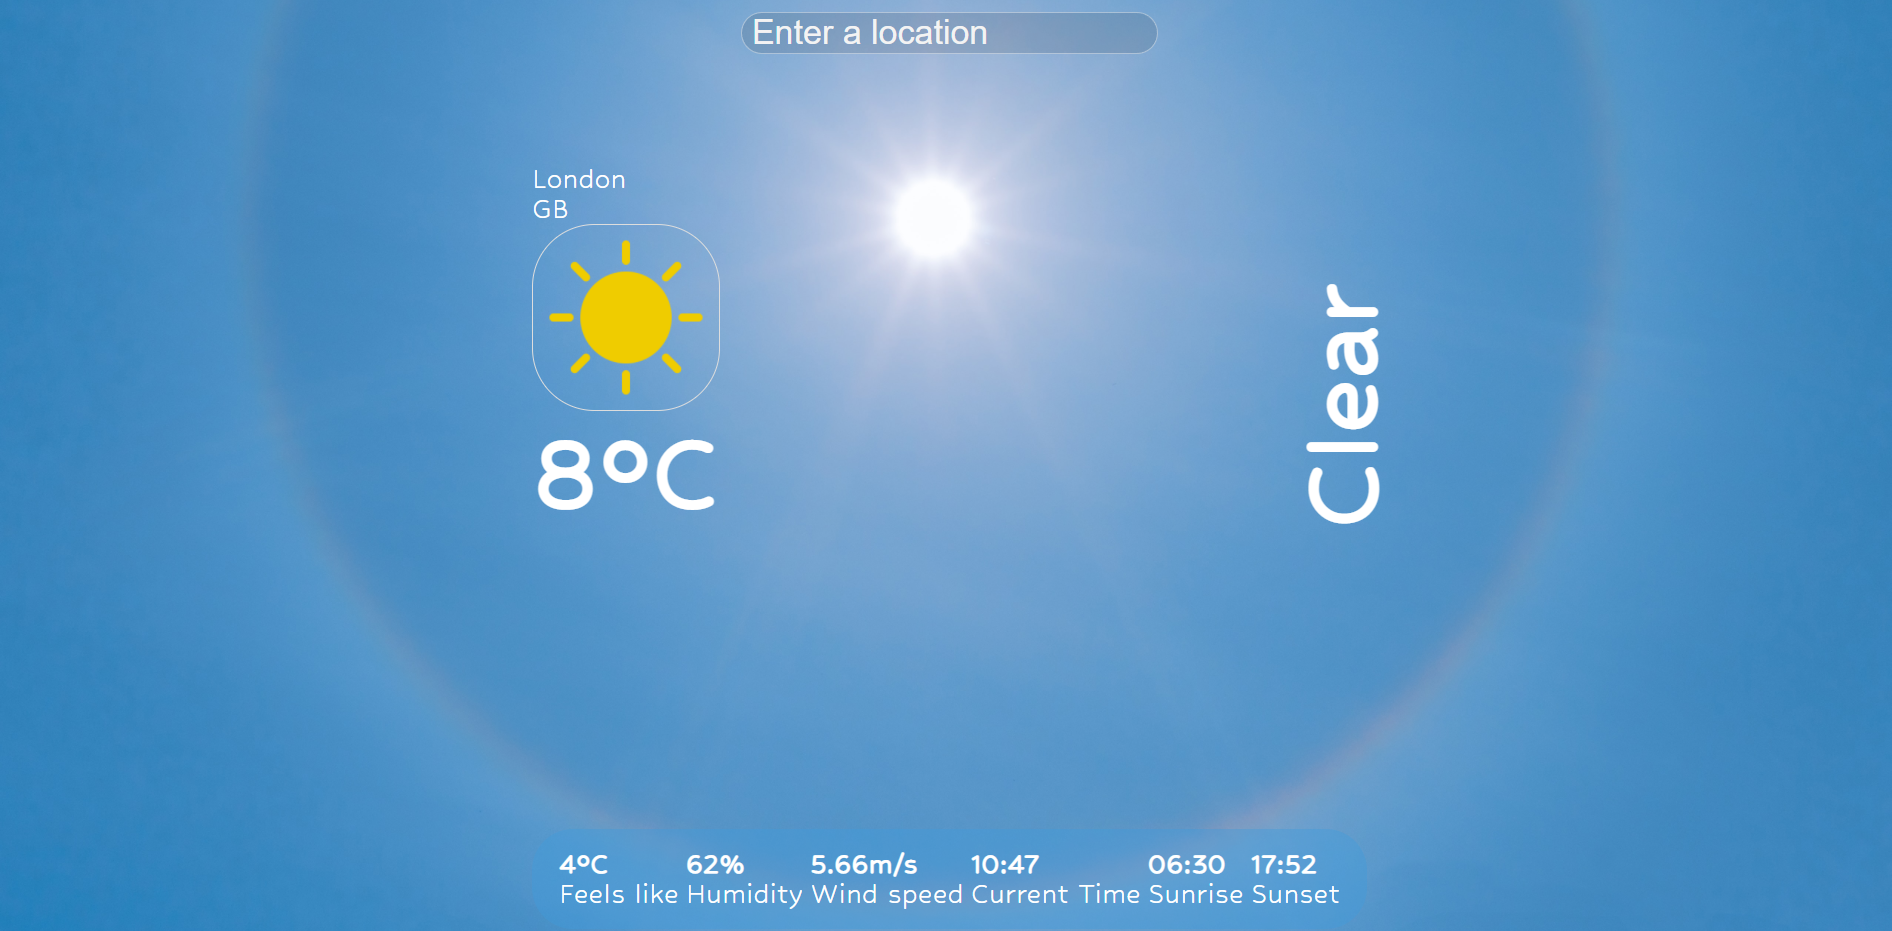 Enter a location
London
GB
8°C
Clear
4°C 62% 5.66m/s 10:47 06:30 17:52
Feels like Humidity Wind speed Current Time Sunrise Sunset